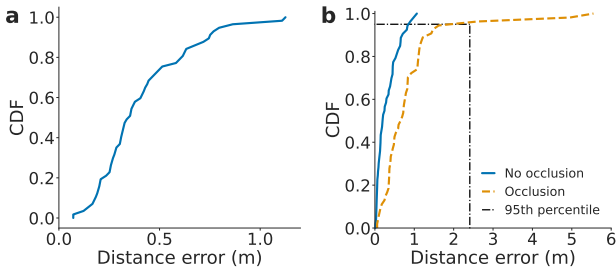 a
CDF
1.0
0.8
0.6
0.4
0.2
0.0
0.0
0.5
1.0
Distance error (m)
b
CDF
1.0
0.8
0.6
0.4
0.2
0.0
0
1
2
3
4
5
6
No occlusion
Occlusion
95th percentile
Distance error (m)